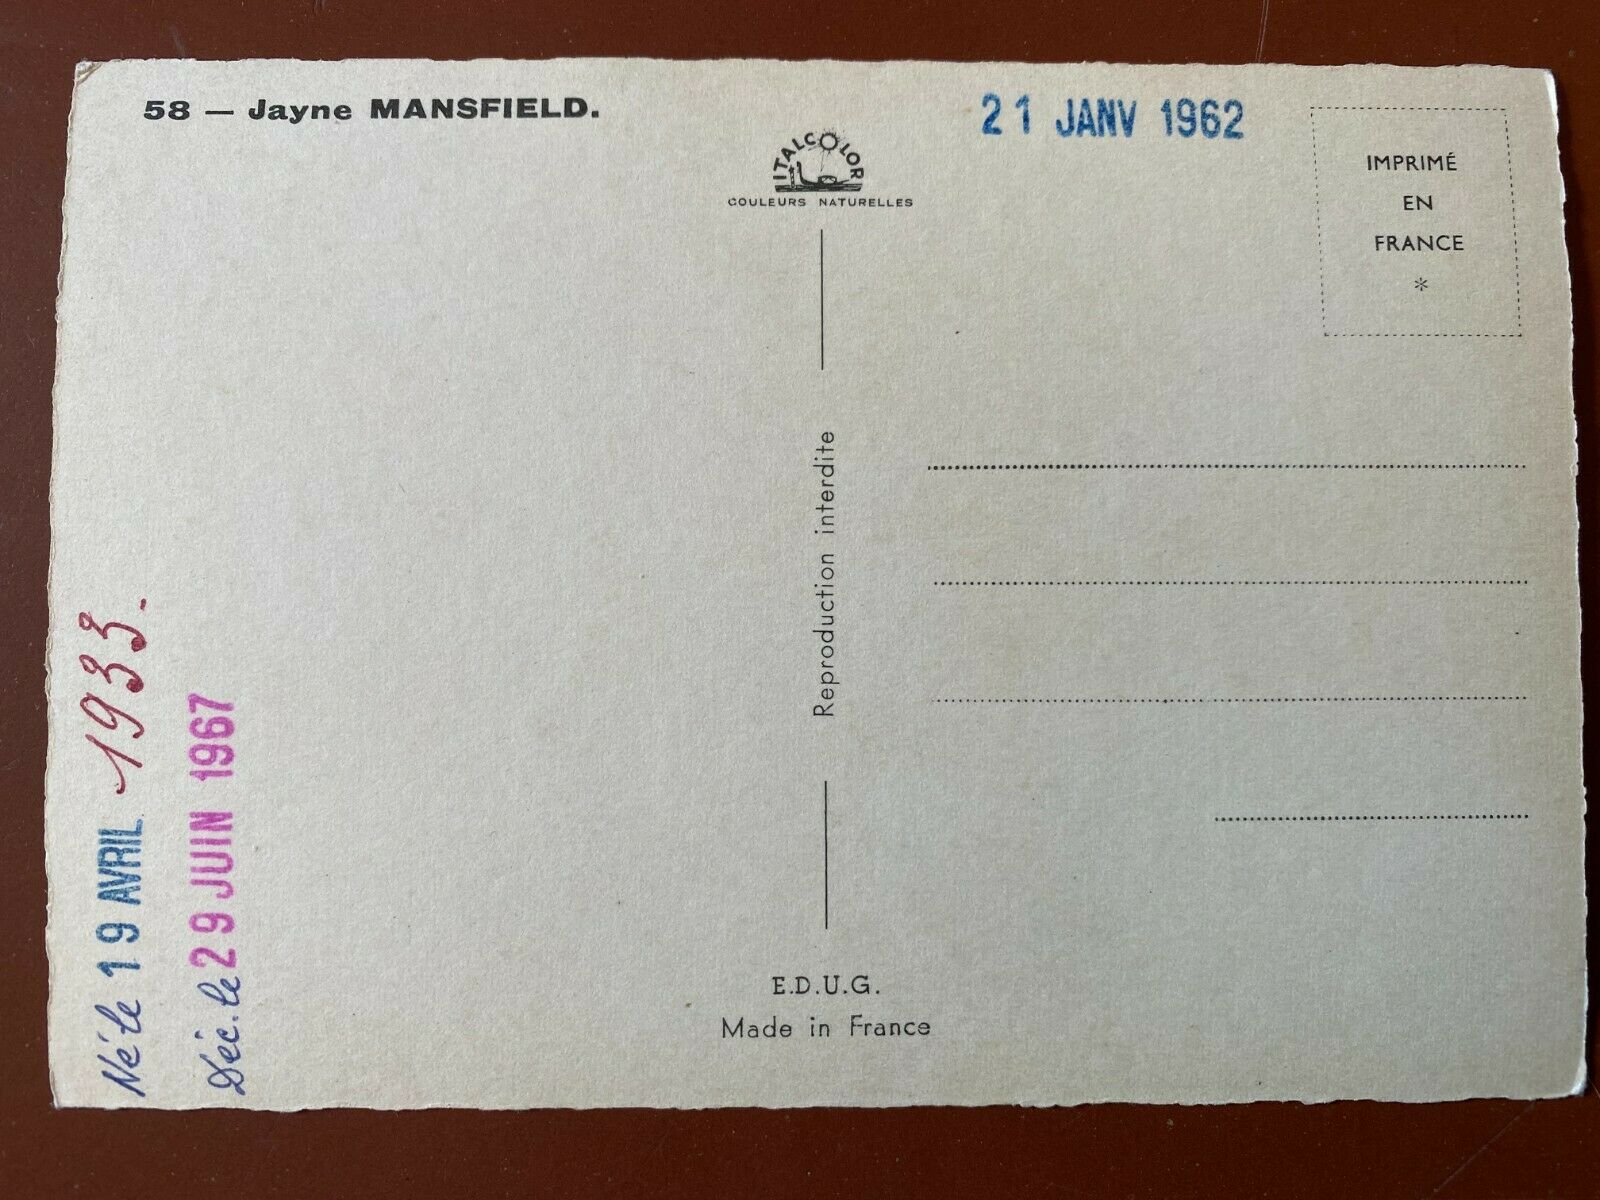 58 — Jayne MANSFIELD.
21 JANV 1962
ITALCOLOR
COULEURS NATURELLES
IMPRIMÉ
EN
FRANCE
*
Reproduction interdite
Né le 19 AVRIL 1933.
Déc. le 29 JUIN 1967
E.D.U.G.
Made in France